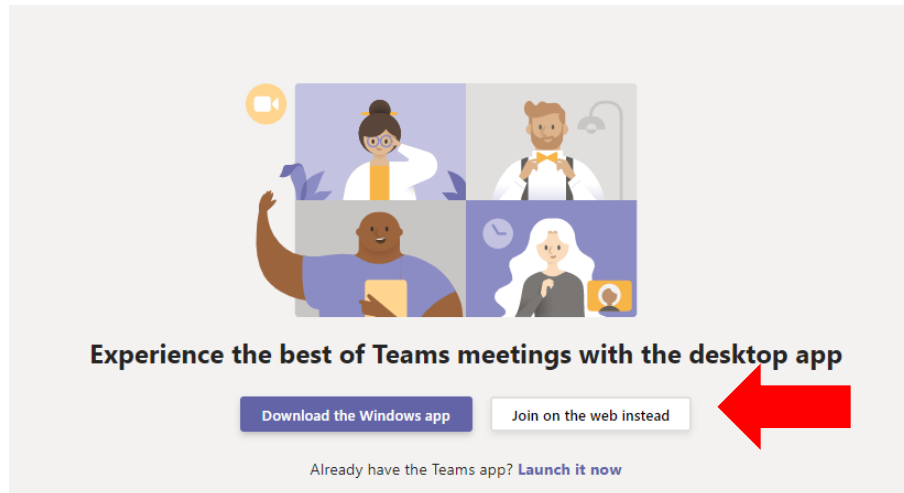 Experience the best of Teams meetings with the desktop app
Download the Windows app
Join on the web instead
Already have the Teams app? Launch it now